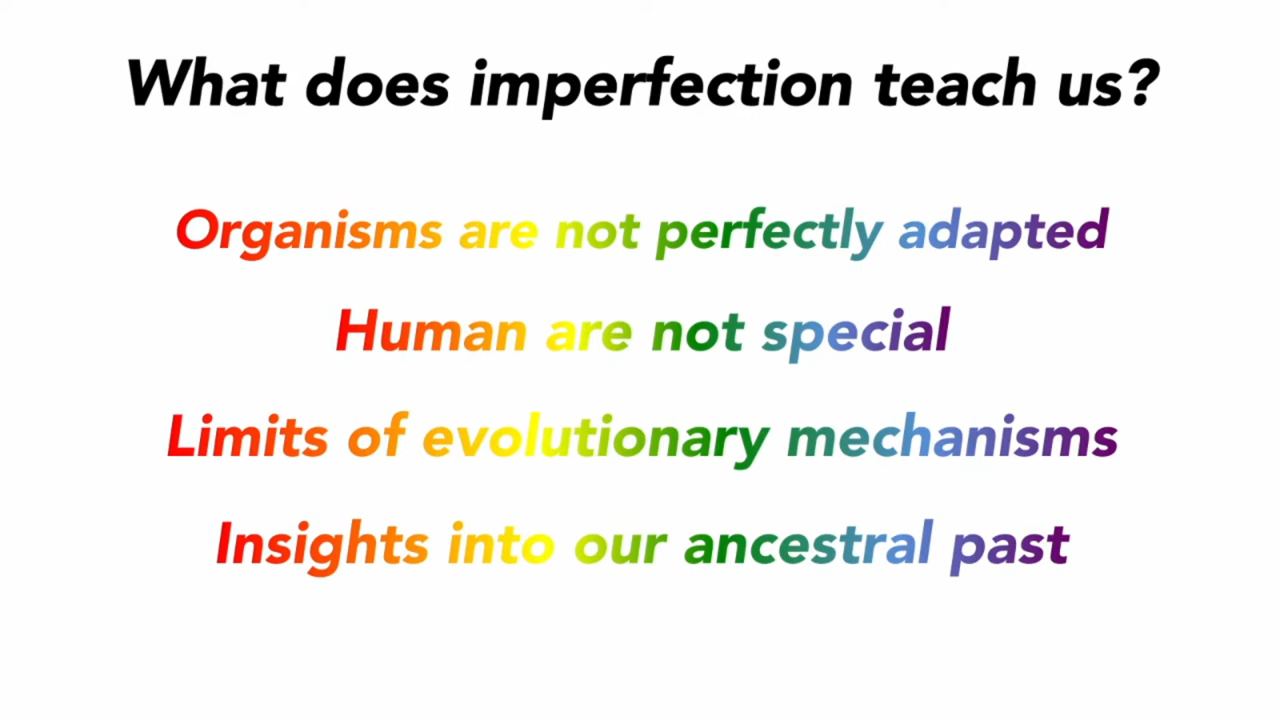 What does imperfection teach us?
Organisms are not perfectly adapted
Human are not special
Limits of evolutionary mechanisms
Insights into our ancestral past